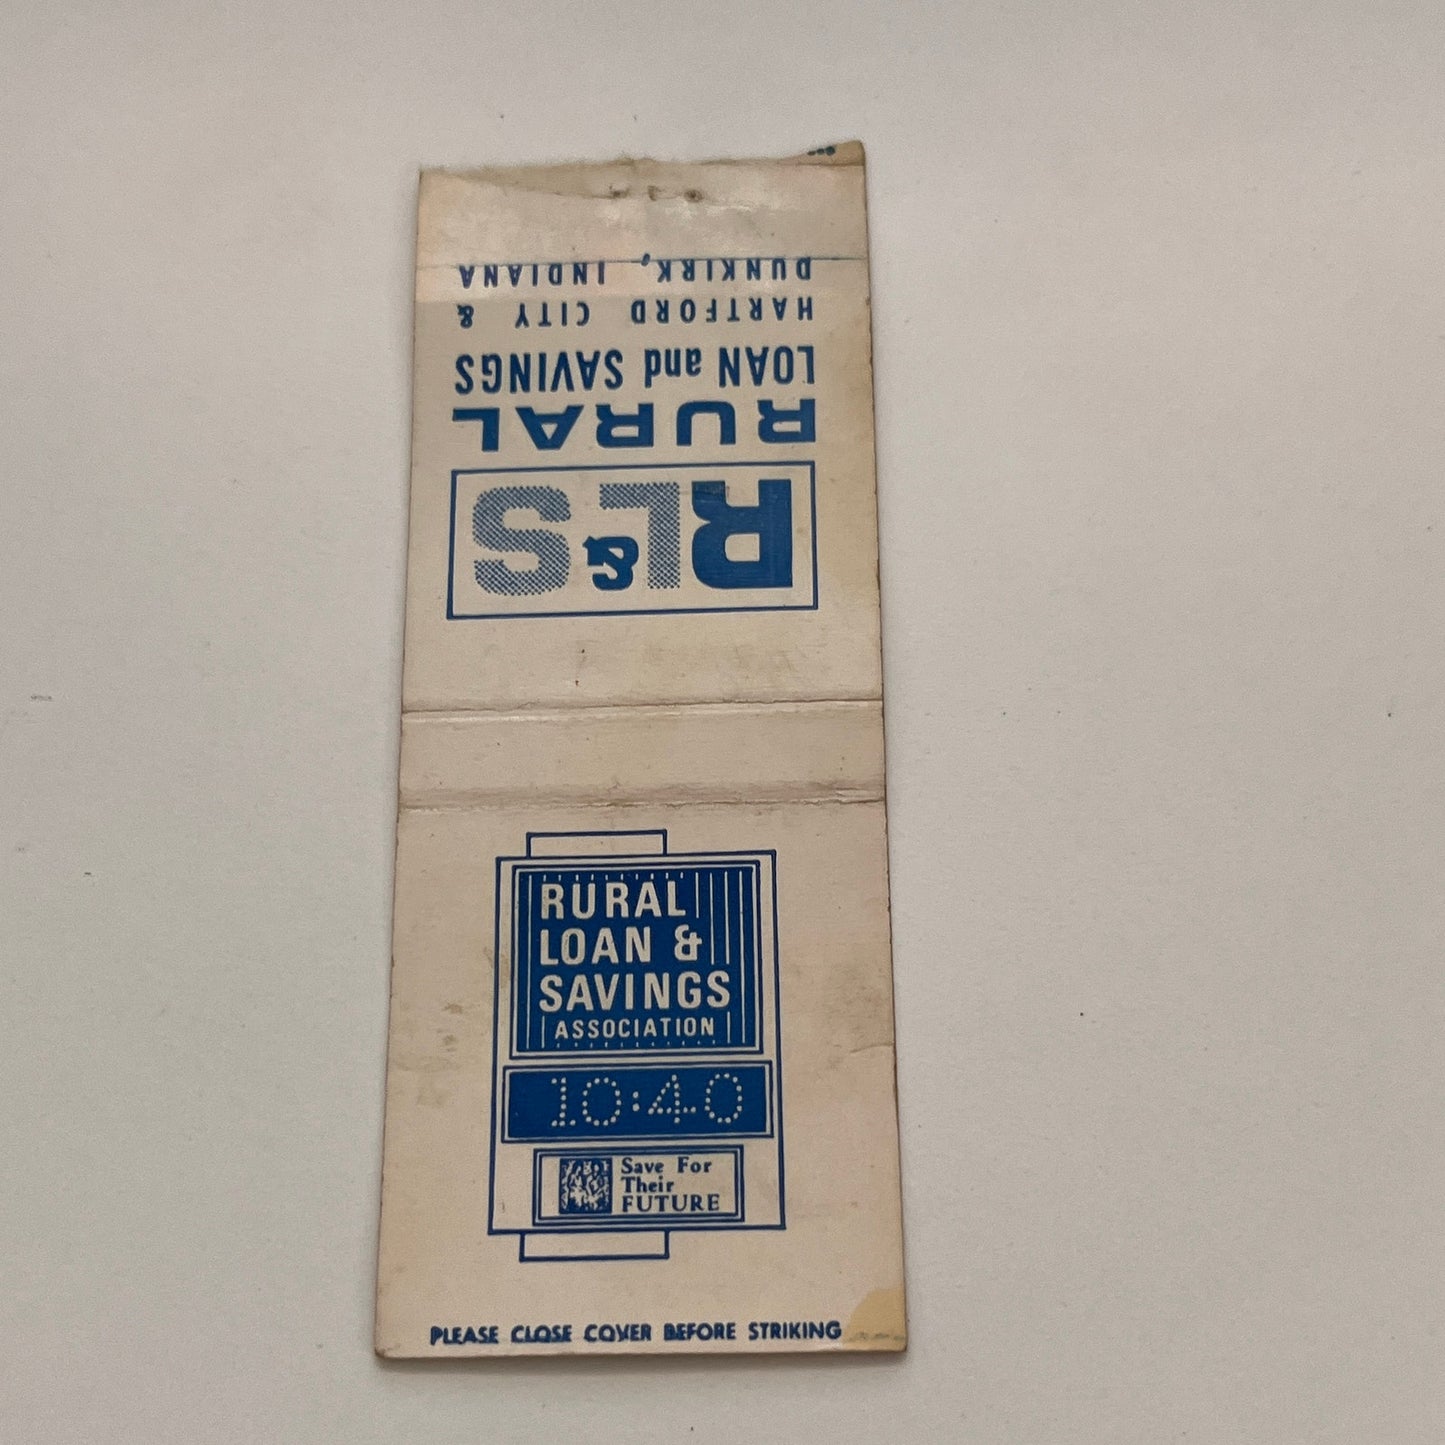 RL&S
RURAL
LOAN and SAVINGS
HARTFORD CITY &
DUNKIRK, INDIANA
RURAL
LOAN &
SAVINGS
ASSOCIATION
10:40
Save For
Their
FUTURE
PLEASE CLOSE COVER BEFORE STRIKING